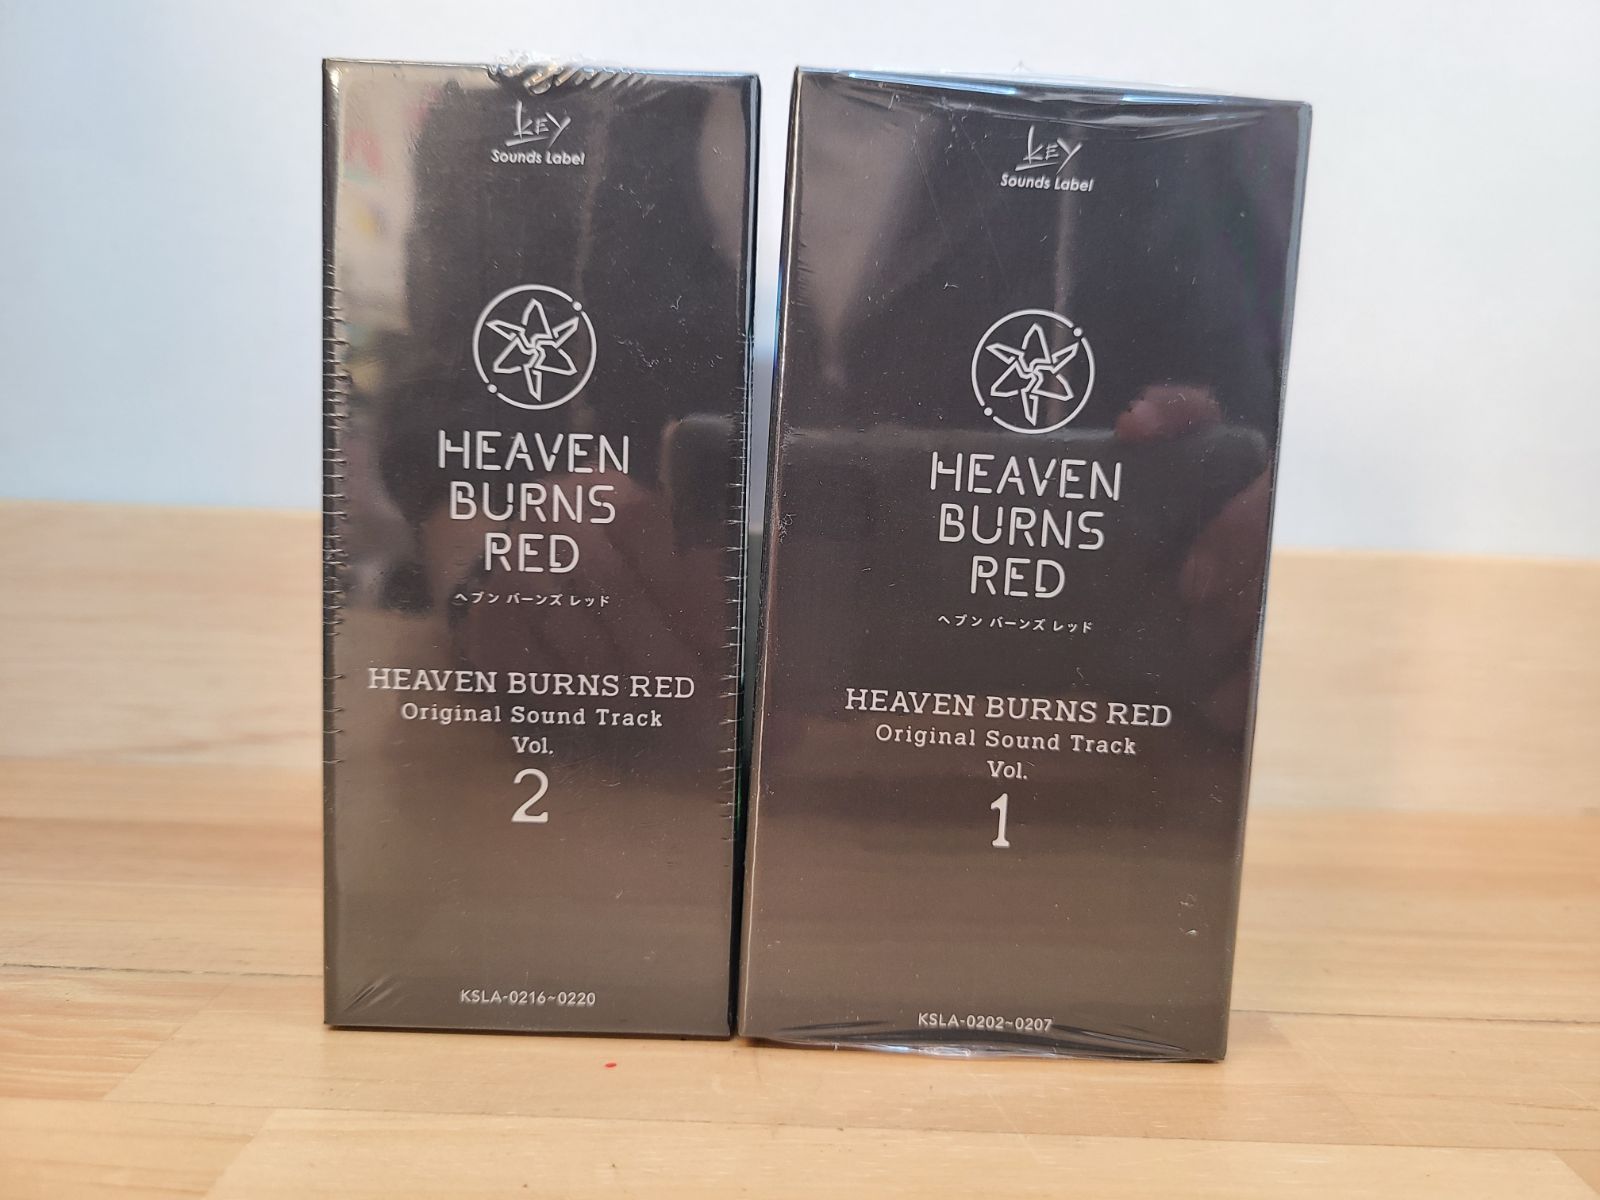 KEY
Sounds Label
HEAVEN
BURNS
RED
ヘブン バーンズ レッド
HEAVEN BURNS RED
Original Sound Track
Vol.
2
KSLA-0216~0220
KEY
Sounds Label
HEAVEN
BURNS
RED
ヘブン バーンズ レッド
HEAVEN BURNS RED
Original Sound Track
Vol.
1
KSLA-0202~0207